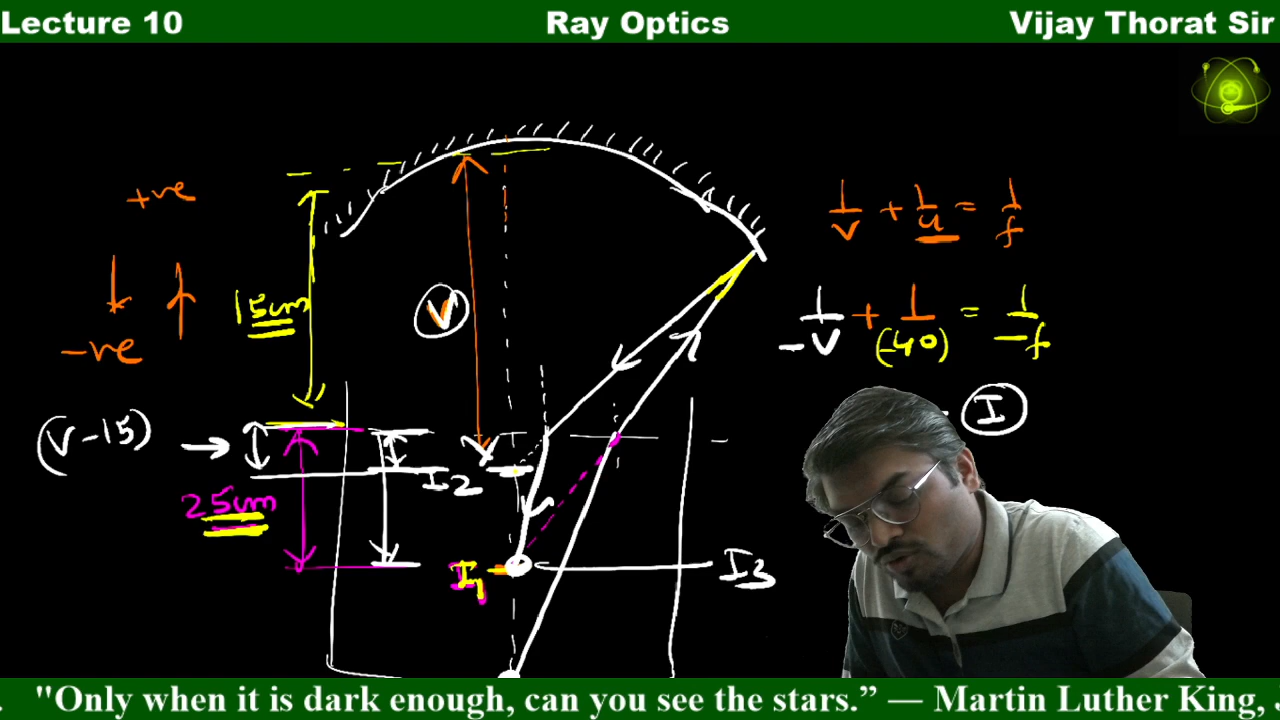 Lecture 10
Ray Optics
Vijay Thorat Sir
+ve
-ve
15cm
V
1/v + 1/u = 1/f
1/-v + 1/(-40) = 1/-f
I
(v-15) →
25cm
I2
I1
I3
"Only when it is dark enough, can you see the stars.” — Martin Luther King,